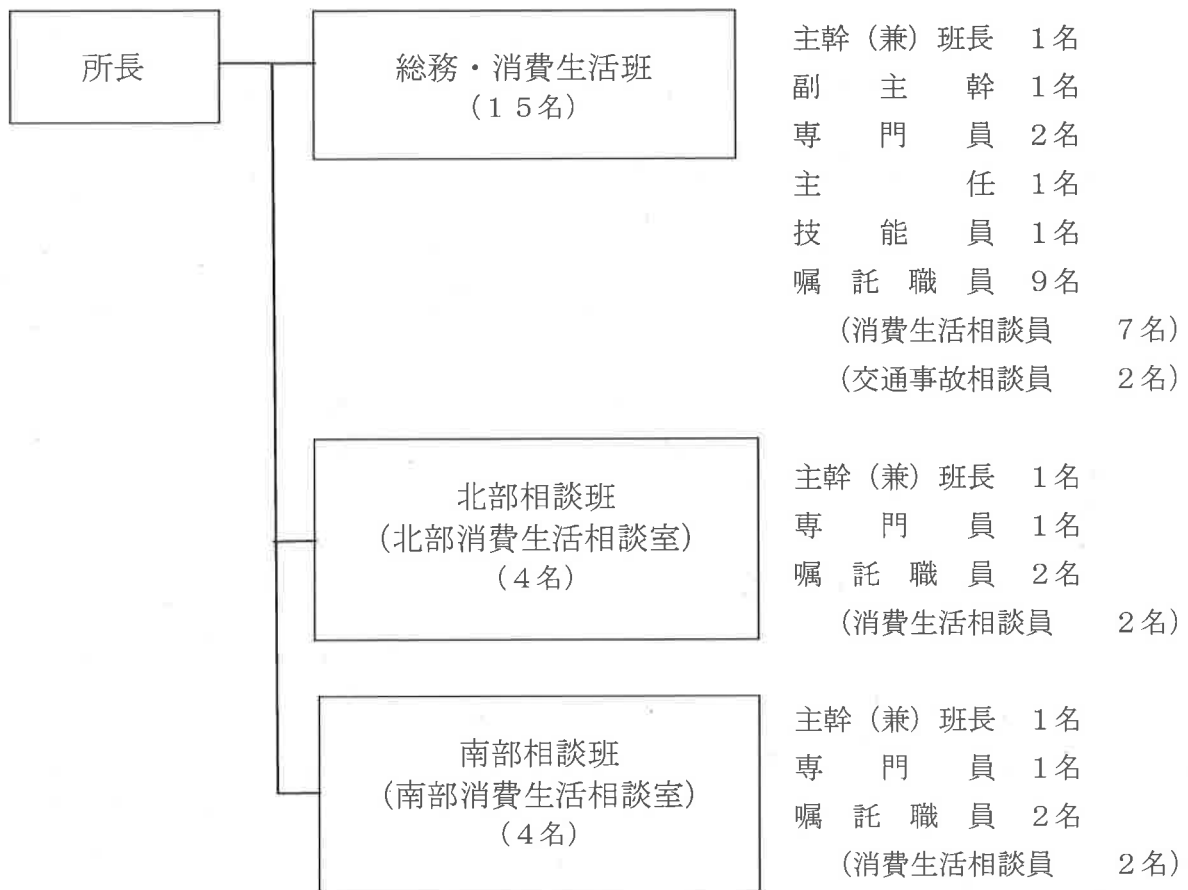 所長
総務・消費生活班
（１５名）
主幹（兼）班長　１名
副　主　幹　１名
専　門　員　２名
主　　　任　１名
技　能　員　１名
嘱託職員　９名
（消費生活相談員　７名）
（交通事故相談員　２名）
北部相談班
（北部消費生活相談室）
（４名）
主幹（兼）班長　１名
専　門　員　１名
嘱託職員　２名
（消費生活相談員　２名）
南部相談班
（南部消費生活相談室）
（４名）
主幹（兼）班長　１名
専　門　員　１名
嘱託職員　２名
（消費生活相談員　２名）